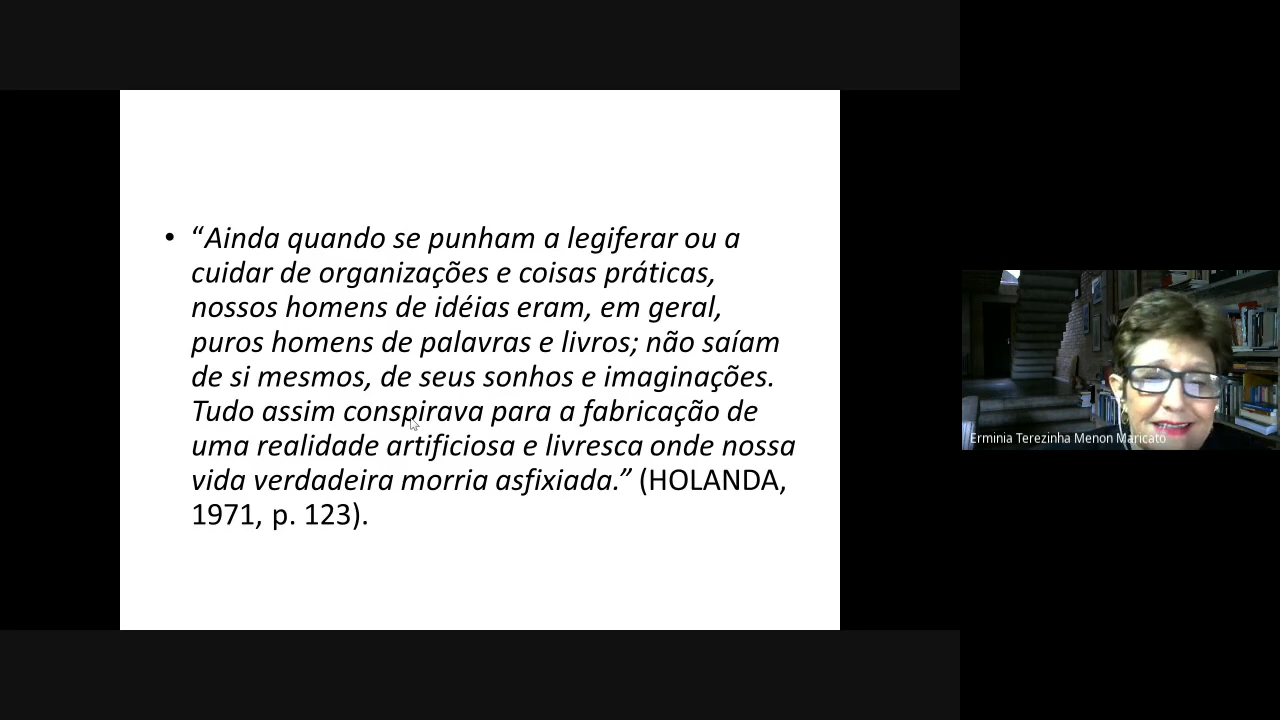 • “Ainda quando se punham a legiferar ou a
cuidar de organizações e coisas práticas,
nossos homens de idéias eram, em geral,
puros homens de palavras e livros; não saíam
de si mesmos, de seus sonhos e imaginações.
Tudo assim conspirava para a fabricação de
uma realidade artificiosa e livresca onde nossa
vida verdadeira morria asfixiada.” (HOLANDA,
1971, p. 123).
Erminia Terezinha Menon Maricato